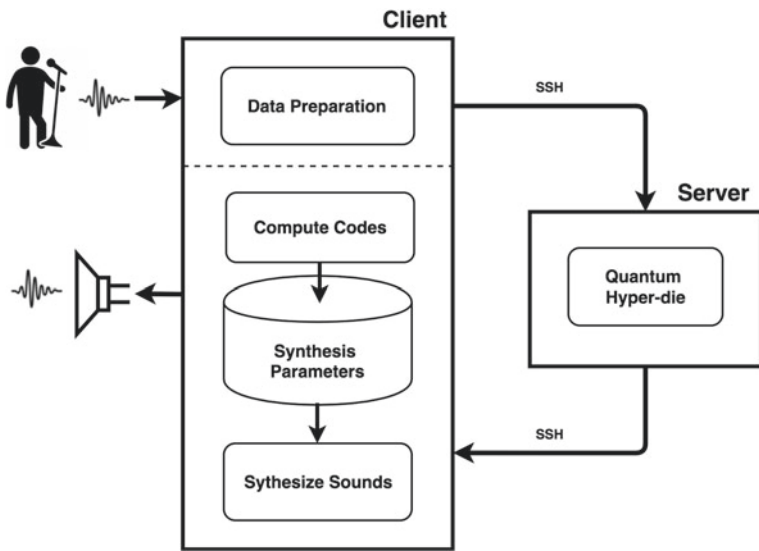 Client
Data Preparation
SSH
Server
Quantum
Hyper-die
Compute Codes
Synthesis
Parameters
SSH
Sythesize Sounds